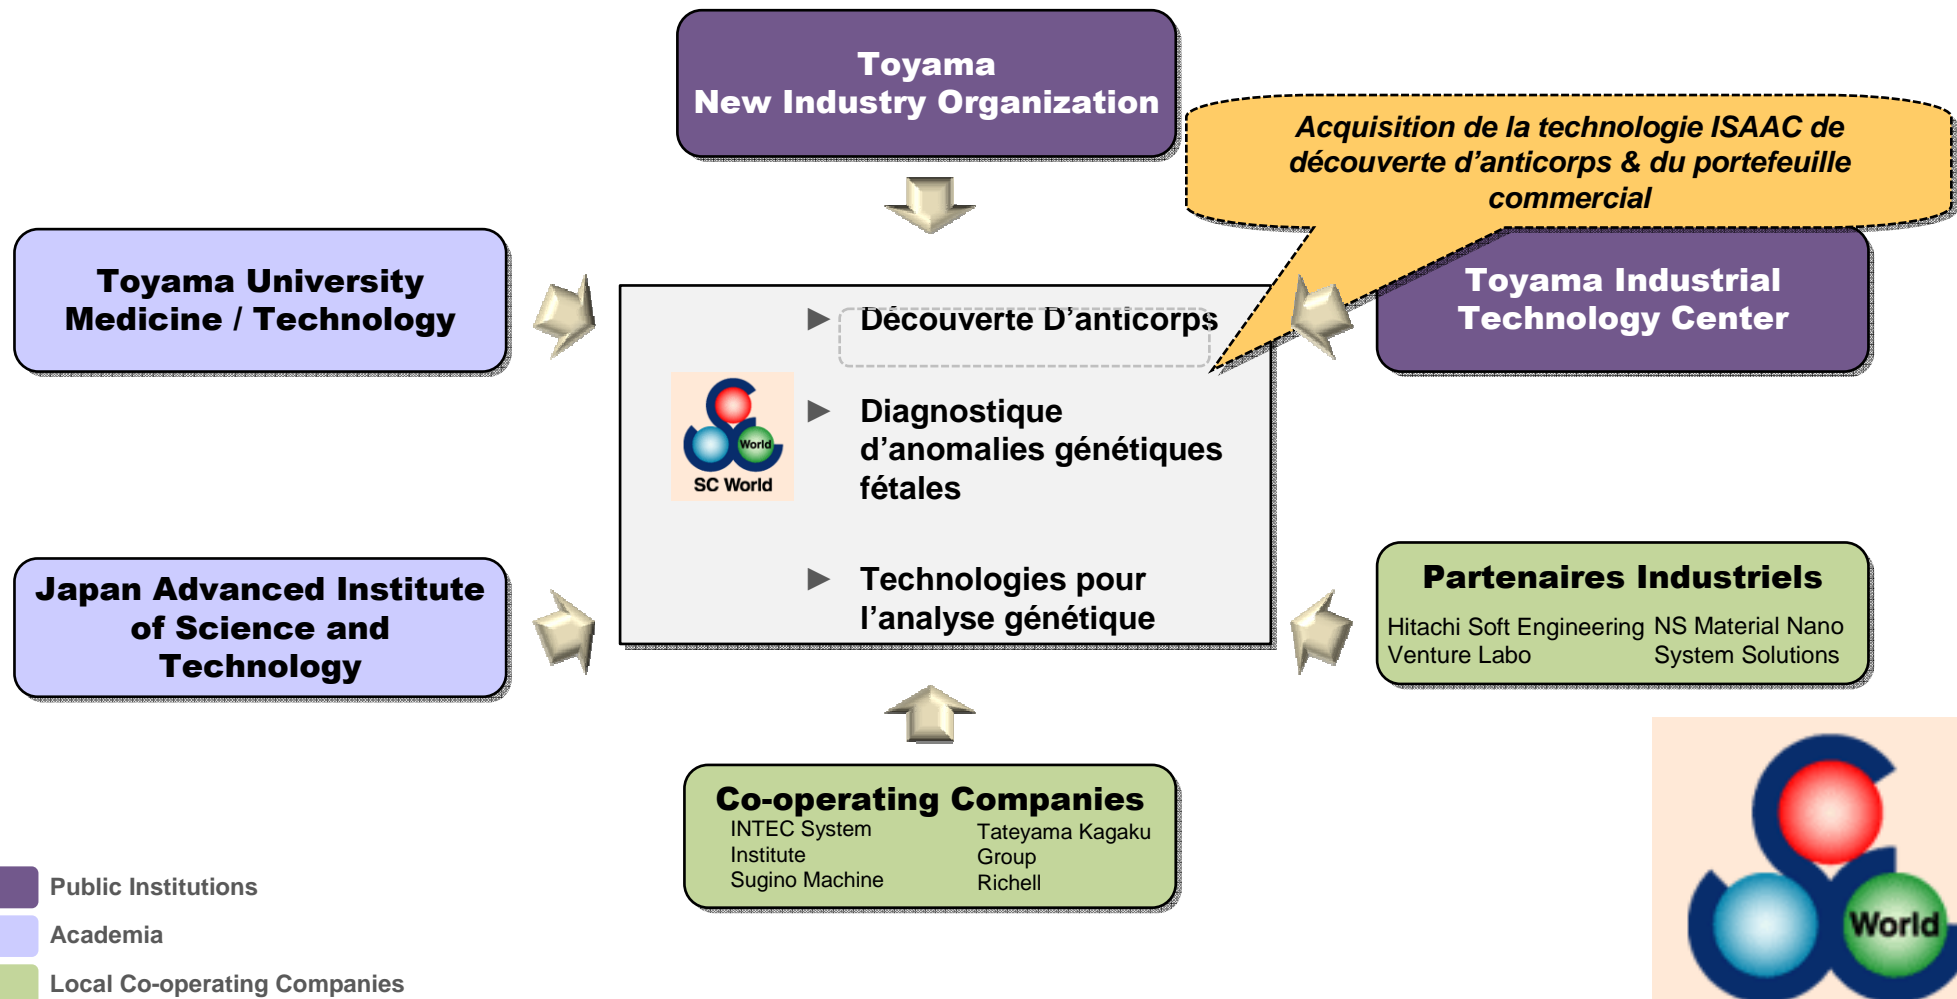 Toyama
New Industry Organization
Acquisition de la technologie ISAAC de
découverte d’anticorps & du portefeuille
commercial
Toyama University
Medicine / Technology
Toyama Industrial
Technology Center
► Découverte D’anticorps
► Diagnostique
d’anomalies génétiques
fétales
► Technologies pour
l’analyse génétique
World
SC World
Japan Advanced Institute
of Science and
Technology
Partenaires Industriels
Hitachi Soft Engineering
Venture Labo
NS Material Nano
System Solutions
Co-operating Companies
INTEC System
Institute
Sugino Machine
Tateyama Kagaku
Group
Richell
Public Institutions
Academia
Local Co-operating Companies
World